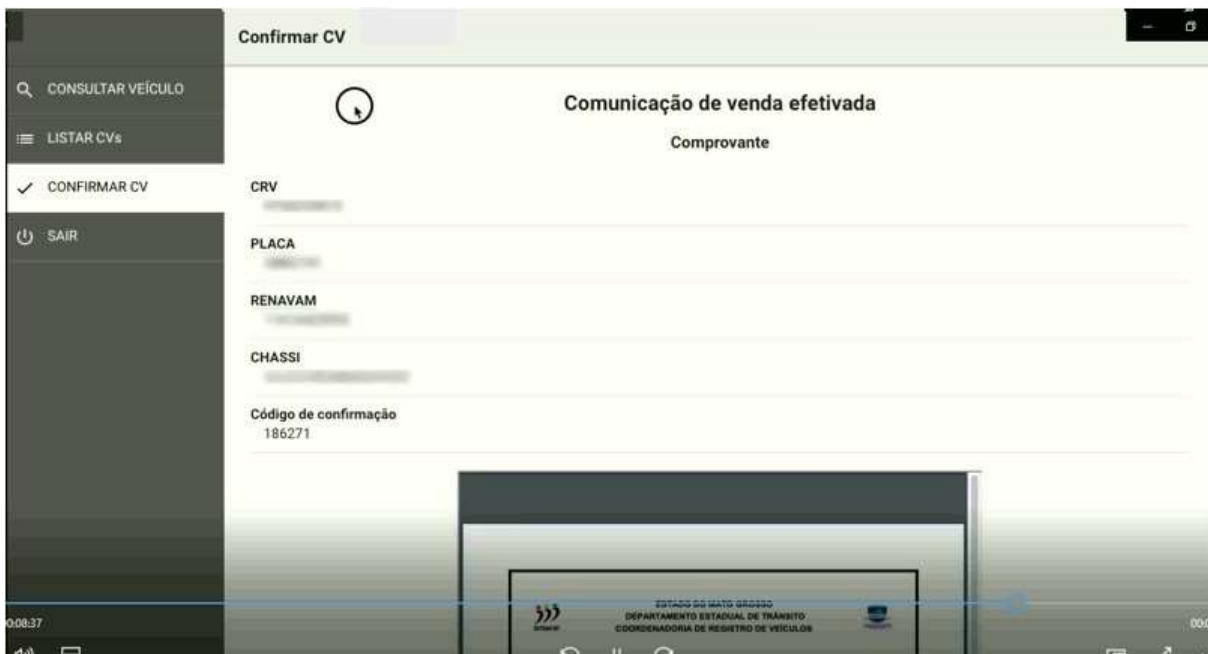 Confirmar CV
CONSULTAR VEÍCULO
LISTAR CVs
CONFIRMAR CV
SAIR
Comunicação de venda efetivada
Comprovante
CRV
PLACA
RENAVAM
CHASSI
Código de confirmação
186271
ESTADO DO MATO GROSSO
DEPARTAMENTO ESTADUAL DE TRÂNSITO
COORDENADORIA DE REGISTRO DE VEÍCULOS
0:08:37